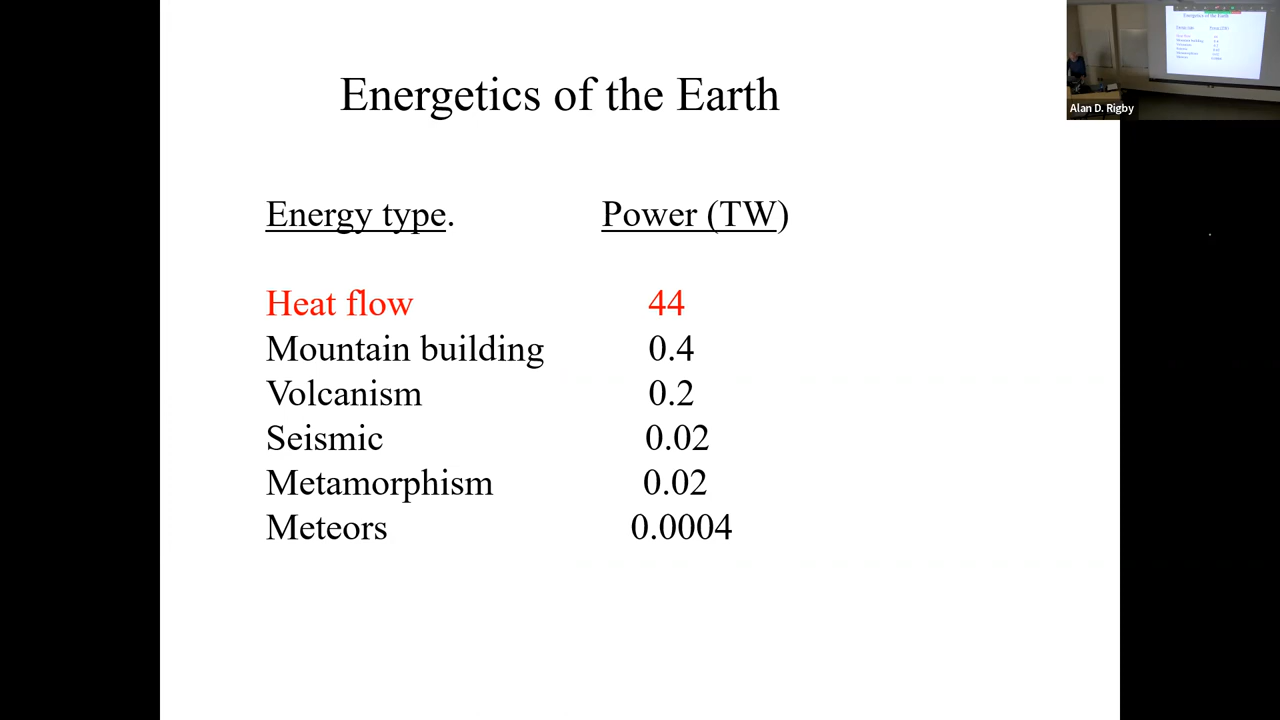 Energetics of the Earth
Alan D. Rigby
Energy type. Power (TW)
Heat flow 44
Mountain building 0.4
Volcanism 0.2
Seismic 0.02
Metamorphism 0.02
Meteors 0.0004